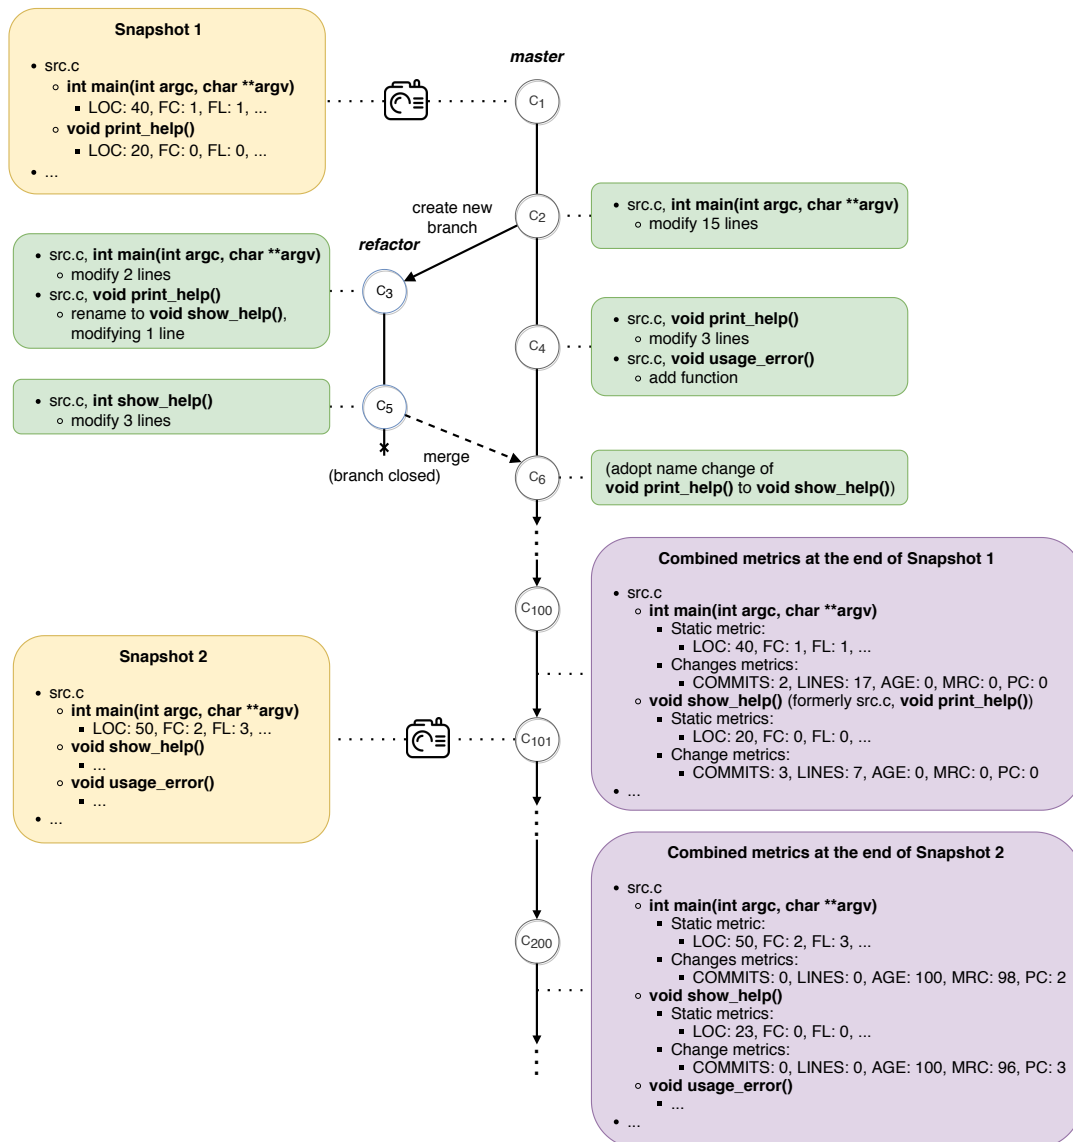 Snapshot 1
• src.c
∘ int main(int argc, char **argv)
▪ LOC: 40, FC: 1, FL: 1, ...
∘ void print_help()
▪ LOC: 20, FC: 0, FL: 0, ...
• ...
master
C1
C2
create new
branch
• src.c, int main(int argc, char **argv)
∘ modify 15 lines
refactor
• src.c, int main(int argc, char **argv)
∘ modify 2 lines
• src.c, void print_help()
∘ rename to void show_help(),
modifying 1 line
C3
C4
• src.c, void print_help()
∘ modify 3 lines
• src.c, void usage_error()
∘ add function
• src.c, int show_help()
∘ modify 3 lines
C5
merge
(branch closed)
C6
(adopt name change of
void print_help() to void show_help())
C100
Combined metrics at the end of Snapshot 1
• src.c
∘ int main(int argc, char **argv)
▪ Static metric:
▪ LOC: 40, FC: 1, FL: 1, ...
▪ Changes metrics:
▪ COMMITS: 2, LINES: 17, AGE: 0, MRC: 0, PC: 0
∘ void show_help() (formerly src.c, void print_help())
▪ Static metrics:
▪ LOC: 20, FC: 0, FL: 0, ...
▪ Change metrics:
▪ COMMITS: 3, LINES: 7, AGE: 0, MRC: 0, PC: 0
• ...
Snapshot 2
• src.c
∘ int main(int argc, char **argv)
▪ LOC: 50, FC: 2, FL: 3, ...
∘ void show_help()
▪ ...
∘ void usage_error()
▪ ...
• ...
C101
C200
Combined metrics at the end of Snapshot 2
• src.c
∘ int main(int argc, char **argv)
▪ Static metric:
▪ LOC: 50, FC: 2, FL: 3, ...
▪ Changes metrics:
▪ COMMITS: 0, LINES: 0, AGE: 100, MRC: 98, PC: 2
∘ void show_help()
▪ Static metrics:
▪ LOC: 23, FC: 0, FL: 0, ...
▪ Change metrics:
▪ COMMITS: 0, LINES: 0, AGE: 100, MRC: 96, PC: 3
∘ void usage_error()
▪ ...
• ...